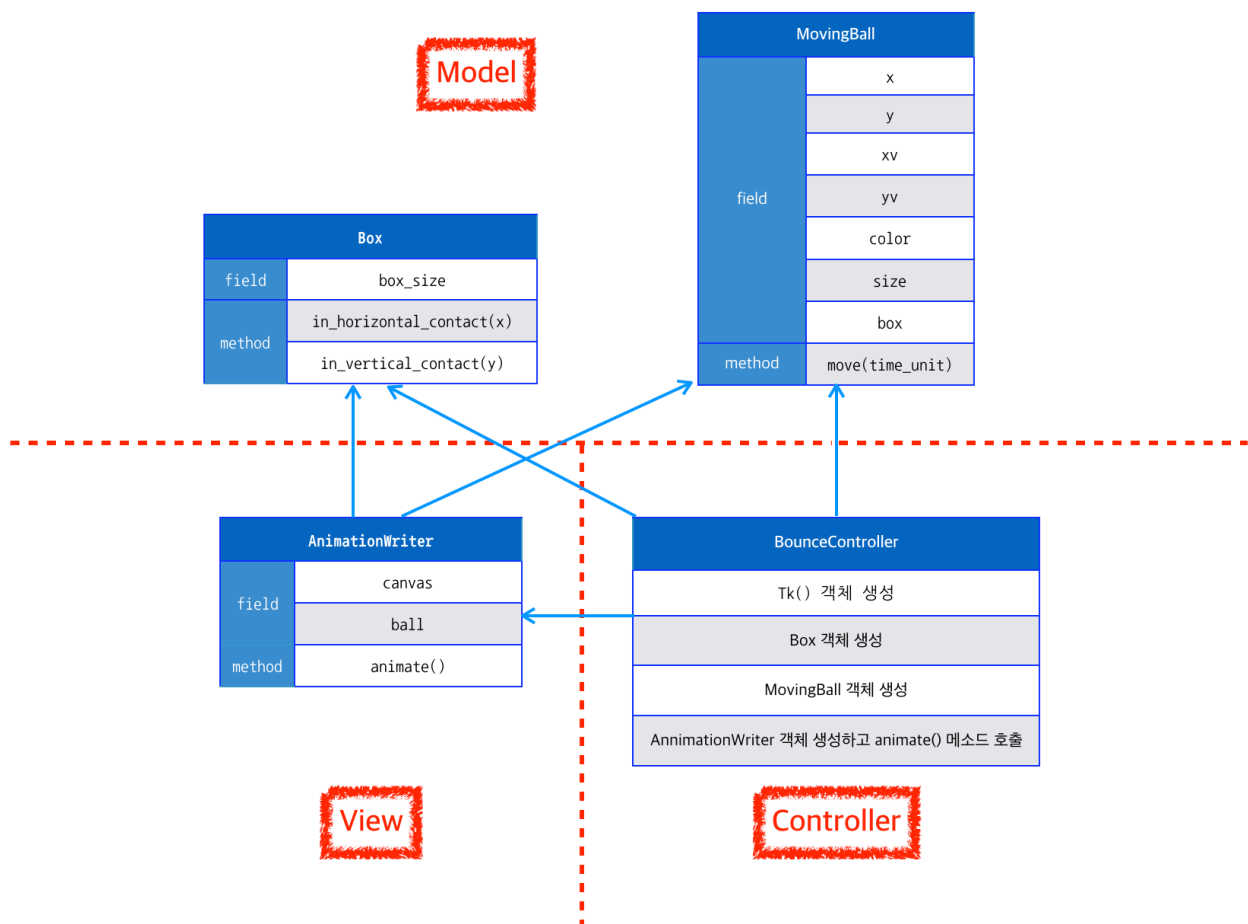 Model
MovingBall
field
x
y
xv
yv
color
size
box
method
move(time_unit)
Box
field
box_size
method
in_horizontal_contact(x)
in_vertical_contact(y)
AnimationWriter
field
canvas
ball
method
animate()
BounceController
Tk() 객체 생성
Box 객체 생성
MovingBall 객체 생성
AnnimationWriter 객체 생성하고 animate() 메소드 호출
View
Controller